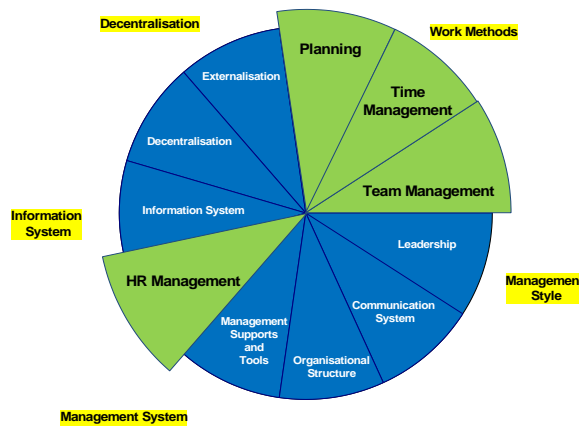 Decentralisation
Work Methods
Planning
Externalisation
Time
Management
Decentralisation
Team Management
Information System
Information
System
Leadership
HR Management
Managemen
Style
Communication
System
Management
Supports
and
Tools
Organisational
Structure
Management System